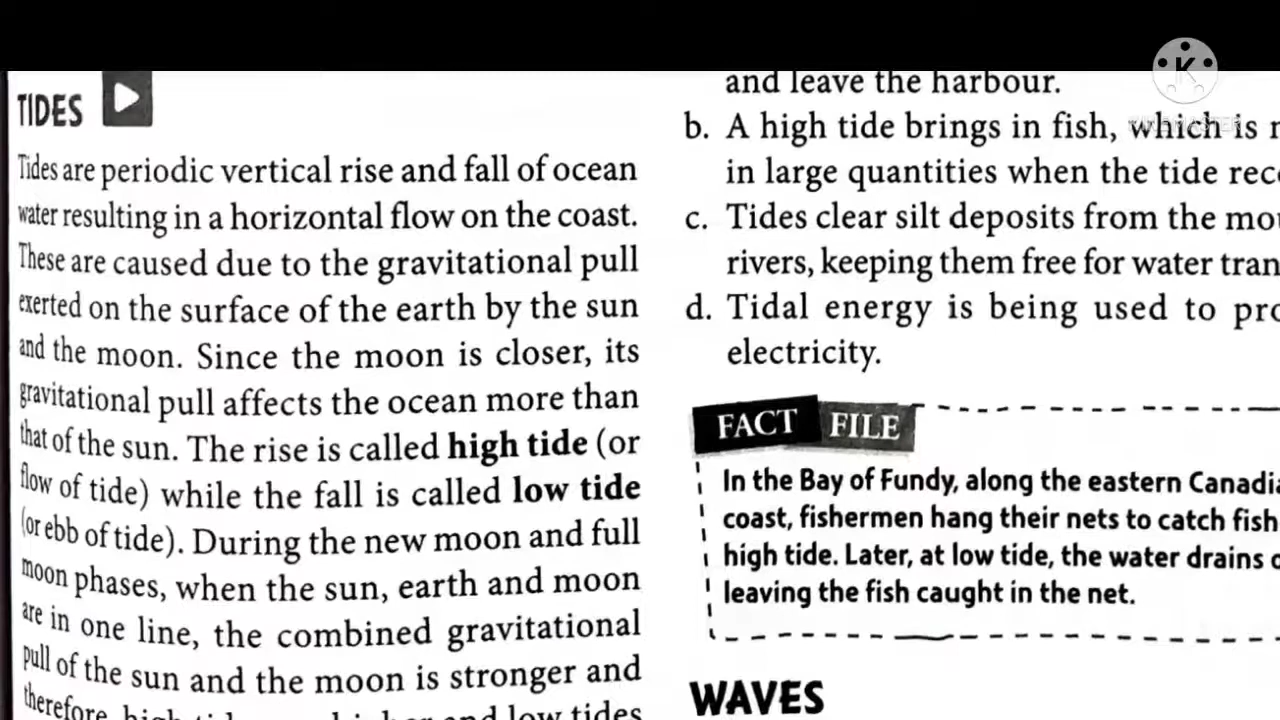 TIDES
Tides are periodic vertical rise and fall of ocean
water resulting in a horizontal flow on the coast.
These are caused due to the gravitational pull
exerted on the surface of the earth by the sun
and the moon. Since the moon is closer, its
gravitational pull affects the ocean more than
that of the sun. The rise is called high tide (or
flow of tide) while the fall is called low tide
(or ebb of tide). During the new moon and full
moon phases, when the sun, earth and moon
are in one line, the combined gravitational
pull of the sun and the moon is stronger and
therefore, high and low tides
and leave the harbour.
b. A high tide brings in fish, which is
in large quantities when the tide
c. Tides clear silt deposits from the
rivers, keeping them free for water
d. Tidal energy is being used to
electricity.
FACT FILE
In the Bay of Fundy, along the eastern
coast, fishermen hang their nets to catch fish
high tide. Later, at low tide, the water drains
leaving the fish caught in the net.
WAVES
K
KINEMASTER